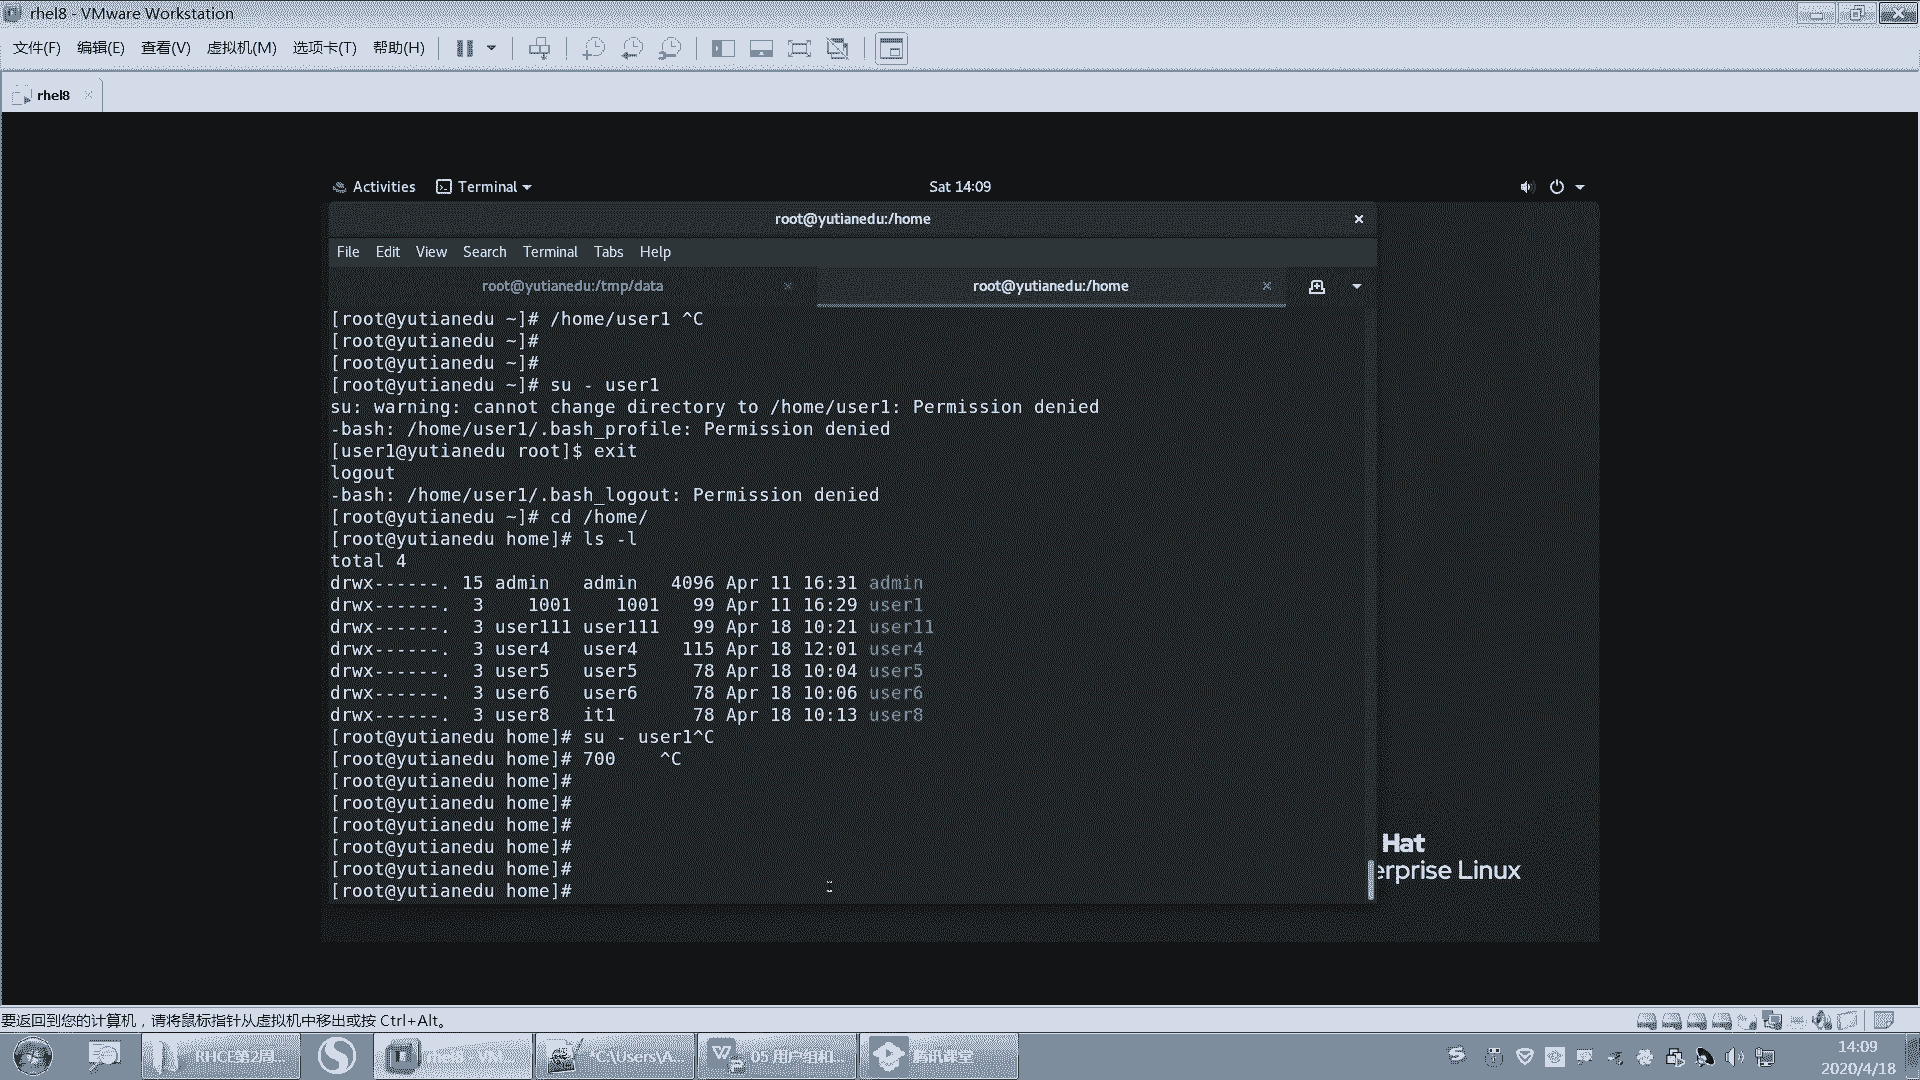 rhel8 - VMware Workstation
文件(F) 编辑(E) 查看(V) 虚拟机(M) 选项卡(T) 帮助(H)
rhel8
Activities Terminal Sat 14:09
root@yutianedu:/home
File Edit View Search Terminal Tabs Help
root@yutianedu:/tmp/data root@yutianedu:/home
[root@yutianedu ~]# /home/user1 ^C
[root@yutianedu ~]#
[root@yutianedu ~]#
[root@yutianedu ~]# su - user1
su: warning: cannot change directory to /home/user1: Permission denied
-bash: /home/user1/.bash_profile: Permission denied
[user1@yutianedu root]$ exit
logout
-bash: /home/user1/.bash_logout: Permission denied
[root@yutianedu ~]# cd /home/
[root@yutianedu home]# ls -l
total 4
drwx------. 15 admin admin 4096 Apr 11 16:31 admin
drwx------. 3 1001 1001 99 Apr 11 16:29 user1
drwx------. 3 user111 user111 99 Apr 18 10:21 user11
drwx------. 3 user4 user4 115 Apr 18 12:01 user4
drwx------. 3 user5 user5 78 Apr 18 10:04 user5
drwx------. 3 user6 user6 78 Apr 18 10:06 user6
drwx------. 3 user8 it1 78 Apr 18 10:13 user8
[root@yutianedu home]# su - user1^C
[root@yutianedu home]# 700 ^C
[root@yutianedu home]#
[root@yutianedu home]#
[root@yutianedu home]#
[root@yutianedu home]#
[root@yutianedu home]#
[root@yutianedu home]#
Hat
erprise Linux
要返回到您的计算机，请将鼠标指针从虚拟机中移出或按 Ctrl+Alt。
RHCE第2周... rhel8 - VM... *C:\Users\A... 05 用户组和... 腾讯课堂
14:09
2020/4/18